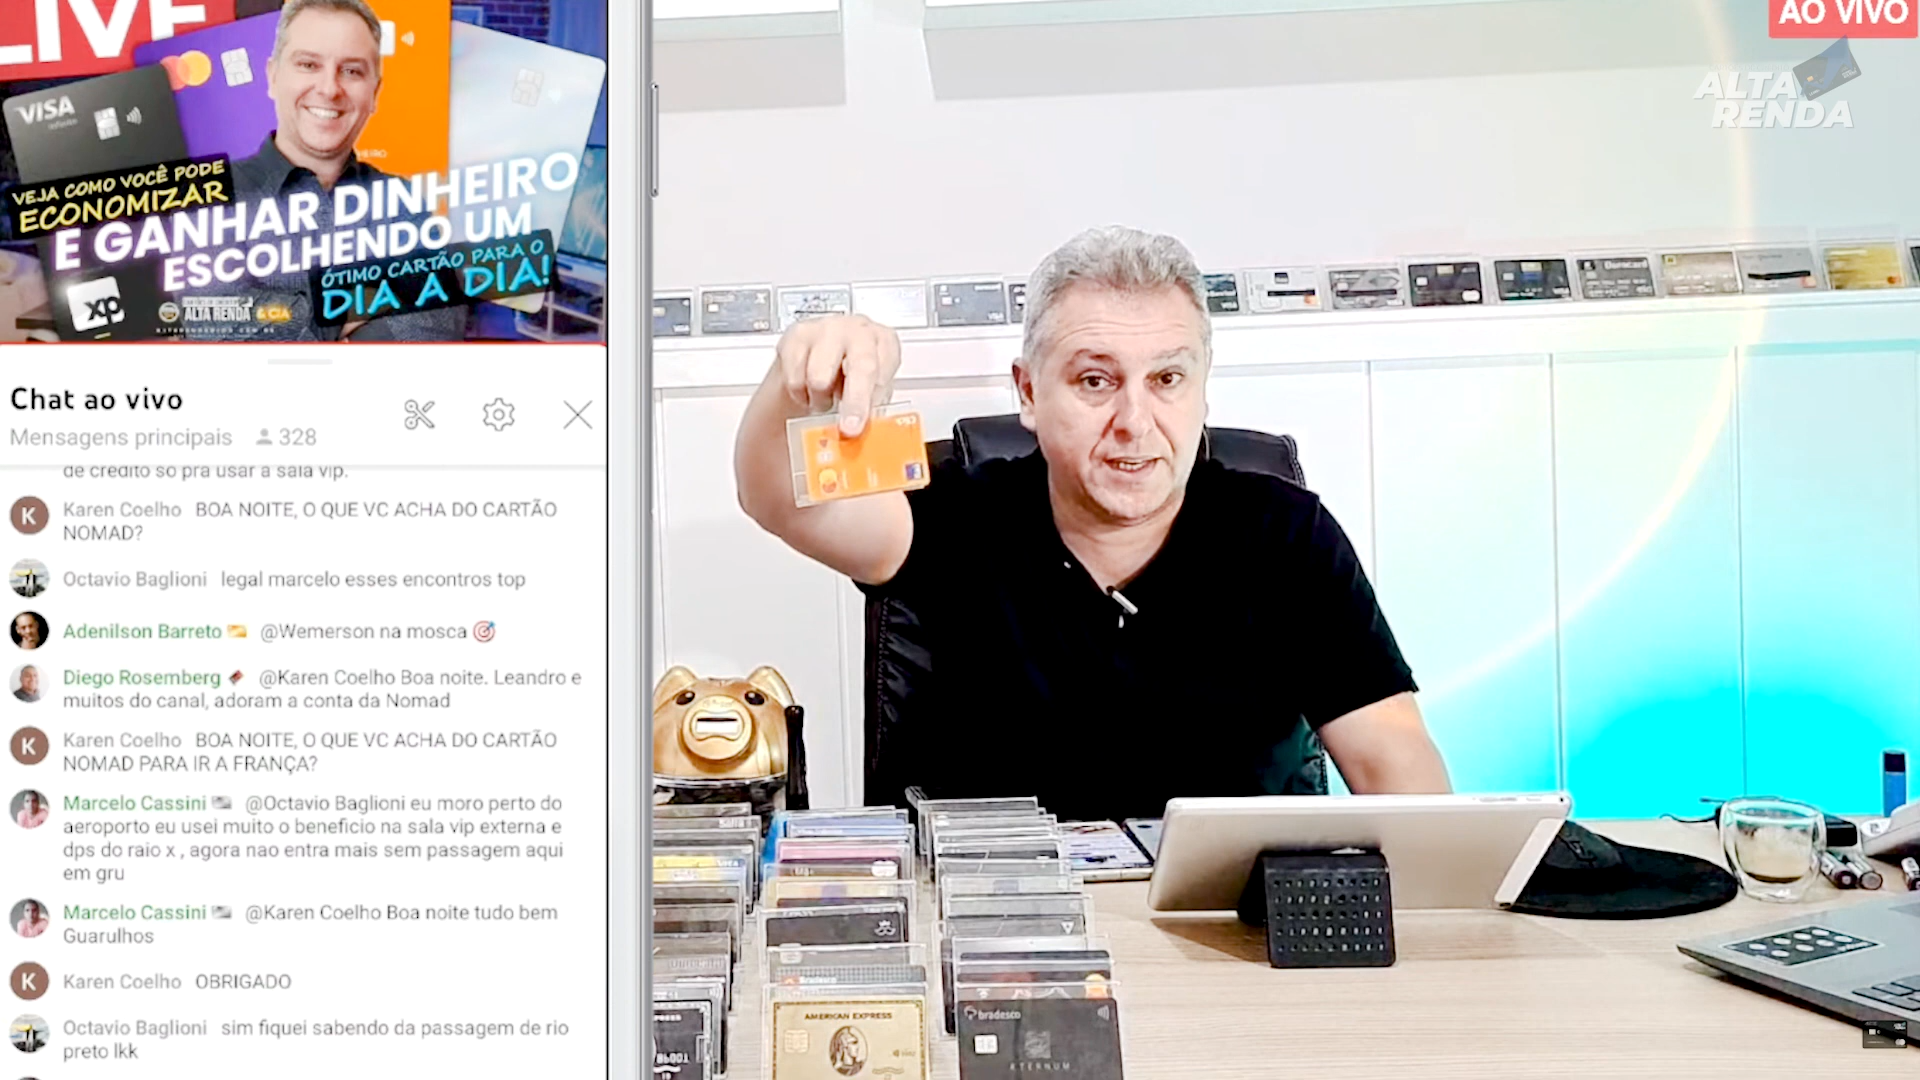 LIVE
VISA
VEJA COMO VOCÊ PODE
ECONOMIZAR
E GANHAR DINHEIRO
ESCOLHENDO UM
ÓTIMO CARTÃO PARA O
DIA A DIA!
xp
ALTA RENDA & CIA
Chat ao vivo
Mensagens principais 328
de crédito só pra usar a sala vip.
K Karen Coelho BOA NOITE, O QUE VC ACHA DO CARTÃO
NOMAD?
Octavio Baglioni legal marcelo esses encontros top
Adenilson Barreto @Wemerson na mosca 🎯
Diego Rosemberg @Karen Coelho Boa noite. Leandro e
muitos do canal, adoram a conta da Nomad
K Karen Coelho BOA NOITE, O QUE VC ACHA DO CARTÃO
NOMAD PARA IR A FRANÇA?
Marcelo Cassini @Octavio Baglioni eu moro perto do
aeroporto eu usei muito o beneficio na sala vip externa e
dps do raio x , agora nao entra mais sem passagem aqui
em gru
Marcelo Cassini @Karen Coelho Boa noite tudo bem
Guarulhos
K Karen Coelho OBRIGADO
Octavio Baglioni sim fiquei sabendo da passagem de rio
preto lkk
AO VIVO
ALTA
RENDA
AMERICAN EXPRESS
bradesco
ATERNUM